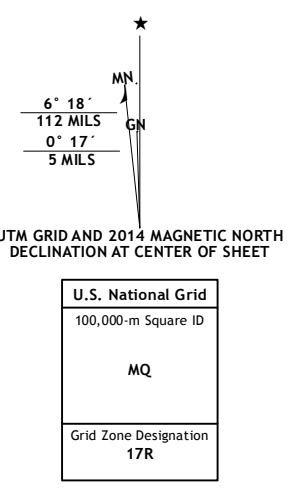 ★
MN
6° 18´
112 MILS
GN
0° 17´
5 MILS
UTM GRID AND 2014 MAGNETIC NORTH
DECLINATION AT CENTER OF SHEET
U.S. National Grid
100,000-m Square ID
MQ
Grid Zone Designation
17R